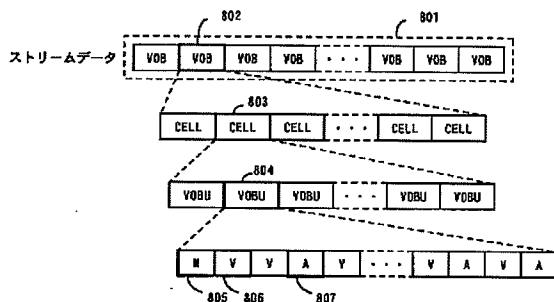 802 801
ストリームデータ VOB VOB VOB VOB ・・・ VOB VOB VOB
803
CELL CELL CELL ・・・ CELL CELL
804
VOBU VOBU VOBU ・・・ VOBU VOBU
N V V A V ・・・ V A V A
805 806 807